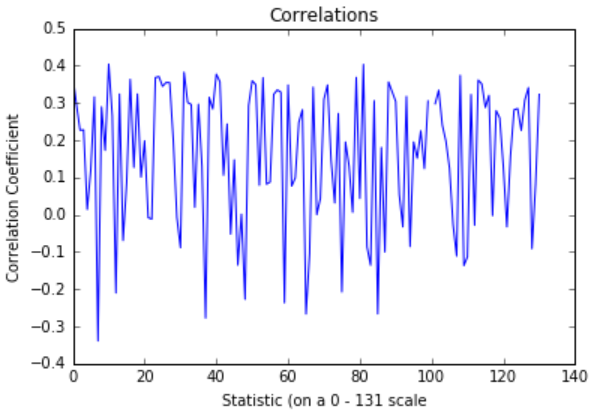 Correlations
0.5
0.4
0.3
0.2
0.1
0.0
−0.1
−0.2
−0.3
−0.4
Correlation Coefficient
0 20 40 60 80 100 120 140
Statistic (on a 0 - 131 scale